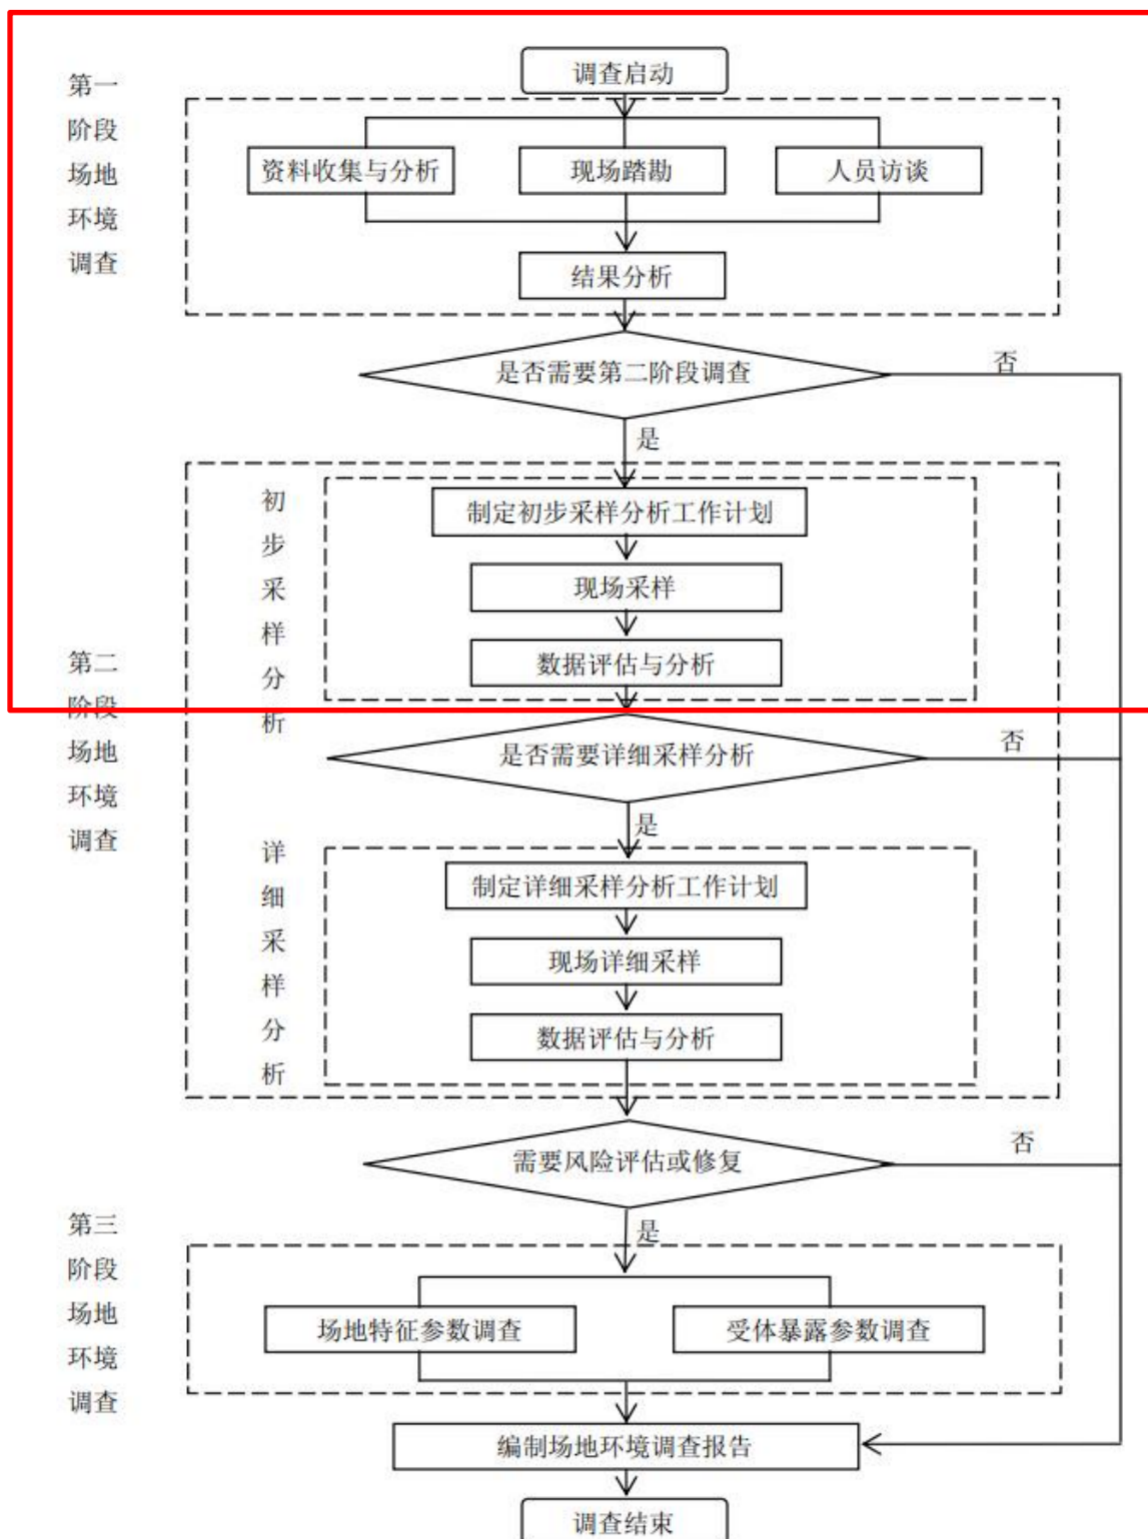 调查启动
第一
阶段
场地
环境
调查
资料收集与分析
现场踏勘
人员访谈
结果分析
是否需要第二阶段调查
否
是
第二
阶段
场地
环境
调查
初
步
采
样
分
析
制定初步采样分析工作计划
现场采样
数据评估与分析
是否需要详细采样分析
否
是
详
细
采
样
分
析
制定详细采样分析工作计划
现场详细采样
数据评估与分析
需要风险评估或修复
否
是
第三
阶段
场地
环境
调查
场地特征参数调查
受体暴露参数调查
编制场地环境调查报告
调查结束